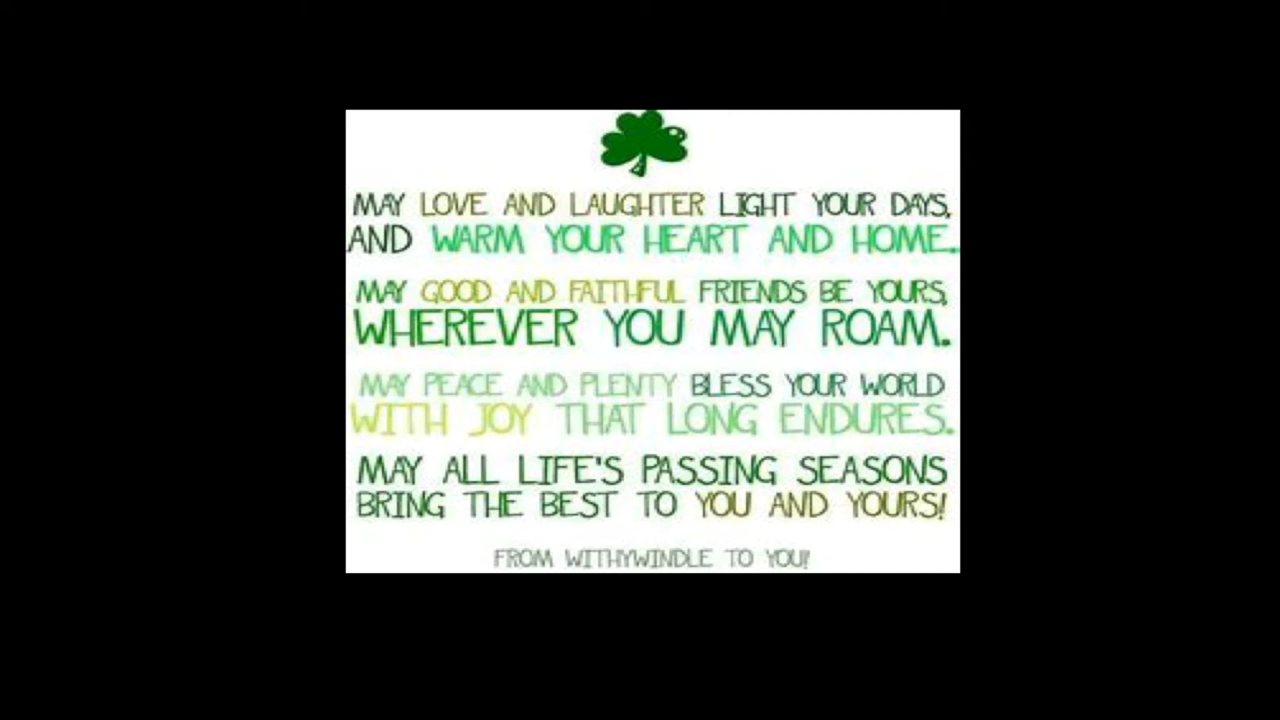 MAY LOVE AND LAUGHTER LIGHT YOUR DAYS,
AND WARM YOUR HEART AND HOME.
MAY GOOD AND FAITHFUL FRIENDS BE YOURS,
WHEREVER YOU MAY ROAM.
MAY PEACE AND PLENTY BLESS YOUR WORLD
WITH JOY THAT LONG ENDURES.
MAY ALL LIFE'S PASSING SEASONS
BRING THE BEST TO YOU AND YOURS!
FROM WITHYWINDLE TO YOU!